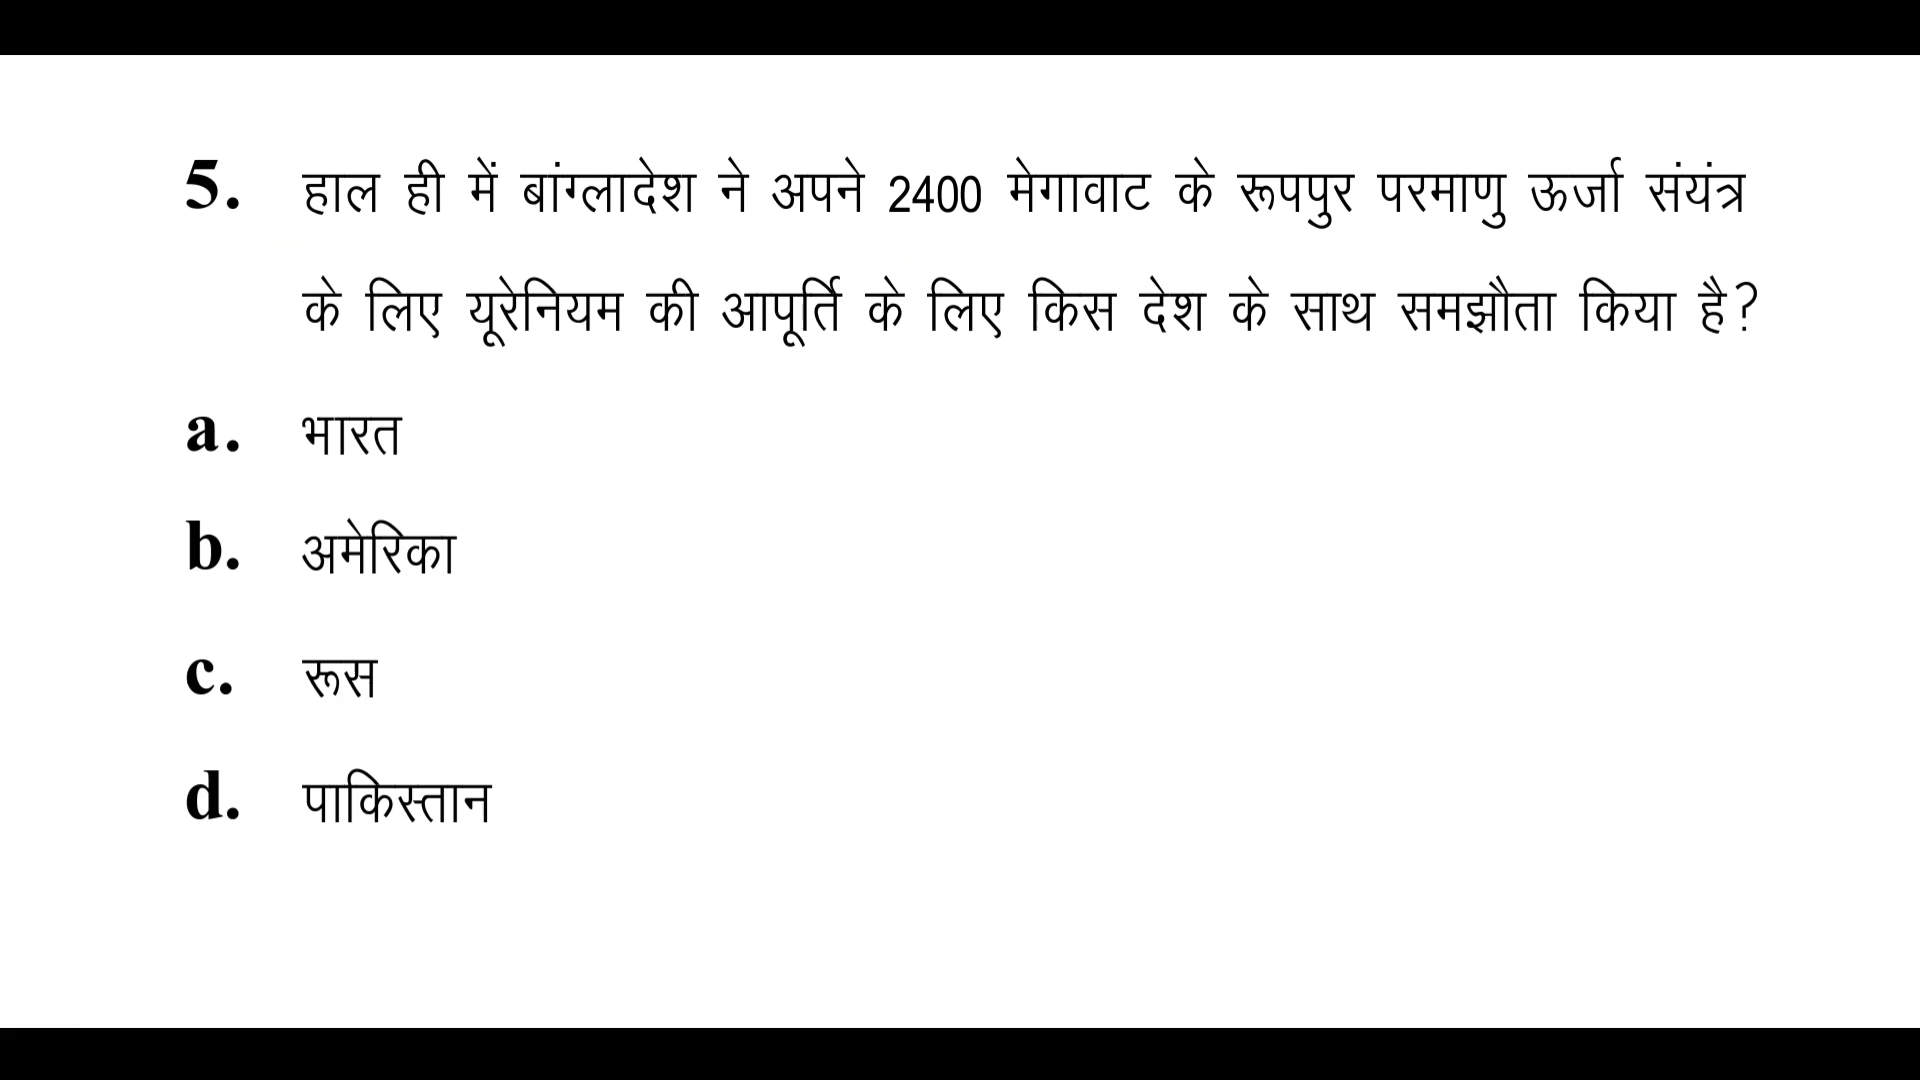 5. हाल ही में बांग्लादेश ने अपने 2400 मेगावाट के रूपपुर परमाणु ऊर्जा संयंत्र
के लिए यूरेनियम की आपूर्ति के लिए किस देश के साथ समझौता किया है?
a. भारत
b. अमेरिका
c. रूस
d. पाकिस्तान